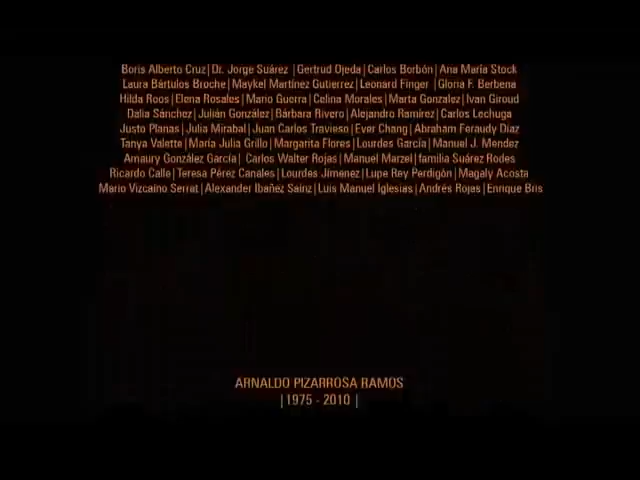 Boris Alberto Cruz|Dr. Jorge Suárez |Gertrud Ojeda|Carlos Borbón|Ana María Stock
Laura Bártulos Broche|Maykel Martínez Gutierrez|Leonard Finger |Gloria F. Berbena
Hilda Roos|Elena Rosales|Mario Guerra|Celina Morales|Marta Gonzalez|Ivan Giroud
Dalia Sánchez|Julián González|Bárbara Rivero|Alejandro Ramírez|Carlos Lechuga
Justo Planas|Julia Mirabal|Juan Carlos Travieso|Ever Chang|Abraham Feraudy Díaz
Tanya Valette|María Julia Grillo|Margarita Flores|Lourdes García|Manuel J. Mendez
Amaury González García| Carlos Walter Rojas|Manuel Marzel|familia Suárez Rodes
Ricardo Calle|Teresa Pérez Canales|Lourdes Jímenez|Lupe Rey Perdigón|Magaly Acosta
Mario Vizcaíno Serrat|Alexander Ibañez Sainz|Luis Manuel Iglesias|Andrés Rojas|Enrique Bris
ARNALDO PIZARROSA RAMOS
|1975 - 2010 |